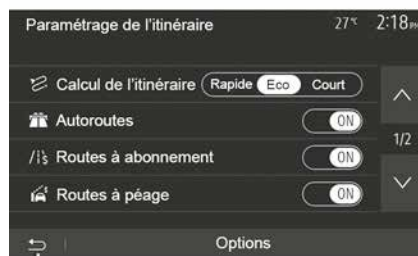 Paramétrage de l'itinéraire 27℃ 2:18PM
Calcul de l'itinéraire Rapide Eco Court
Autoroutes ON
1/2
Routes à abonnement ON
Routes à péage ON
Options